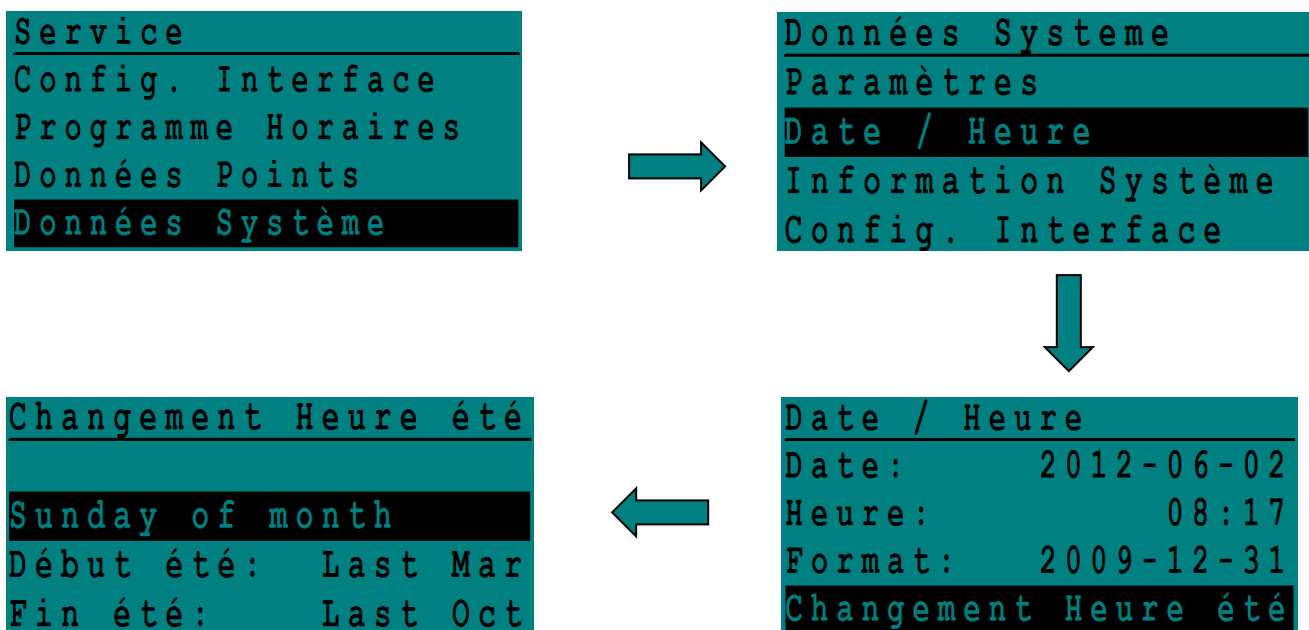 Service
Config. Interface
Programme Horaires
Données Points
Données Système
Données Systeme
Paramètres
Date / Heure
Information Système
Config. Interface
Date / Heure
Date: 2012-06-02
Heure: 08:17
Format: 2009-12-31
Changement Heure été
Changement Heure été
Sunday of month
Début été: Last Mar
Fin été: Last Oct